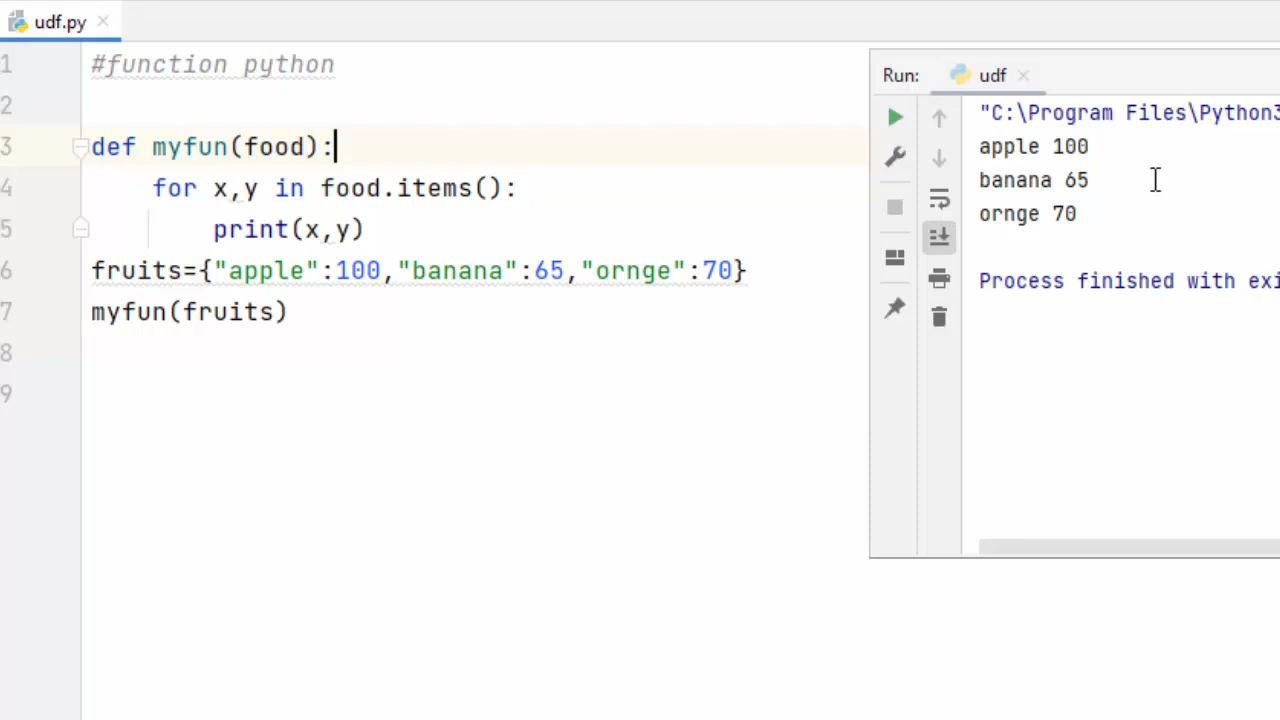 udf.py
1 #function python
2
3 def myfun(food):
4     for x,y in food.items():
5         print(x,y)
6 fruits={"apple":100,"banana":65,"ornge":70}
7 myfun(fruits)
8
9
Run: udf
"C:\Program Files\Python3
apple 100
banana 65
ornge 70
Process finished with exi